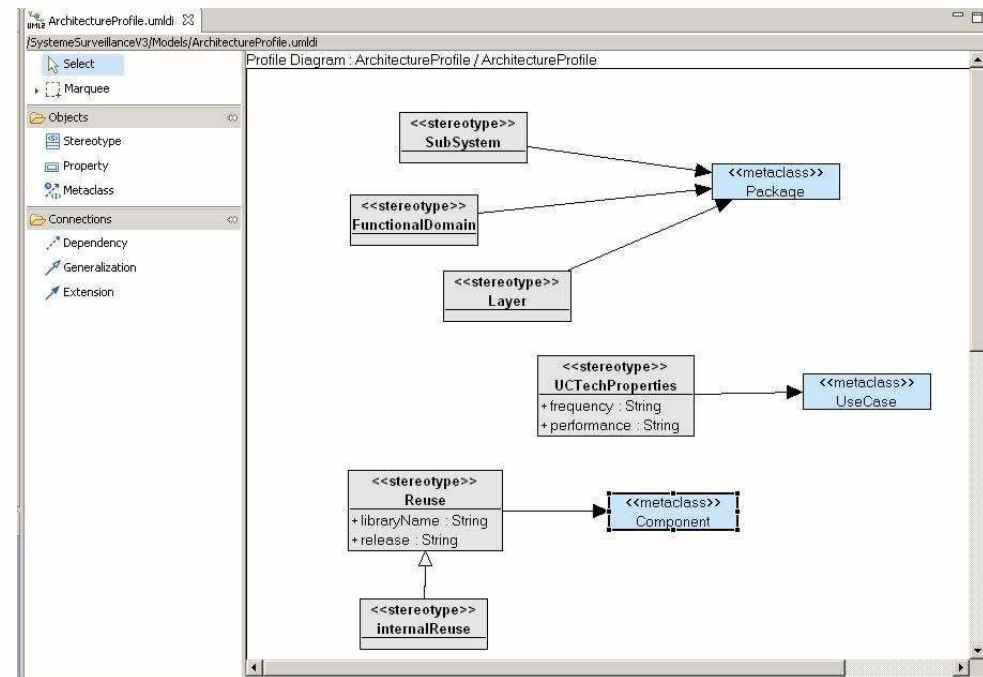 ArchitectureProfile.umldi
/SystemeSurveillanceV3/Models/ArchitectureProfile.umldi
Select
Marquee
Objects
Stereotype
Property
Metaclass
Connections
Dependency
Generalization
Extension
Profile Diagram : ArchitectureProfile / ArchitectureProfile
<<stereotype>>
SubSystem
<<metaclass>>
Package
<<stereotype>>
FunctionalDomain
<<stereotype>>
Layer
<<stereotype>>
UCTechProperties
+frequency : String
+performance : String
<<metaclass>>
UseCase
<<stereotype>>
Reuse
+libraryName : String
+release : String
<<metaclass>>
Component
<<stereotype>>
internalReuse